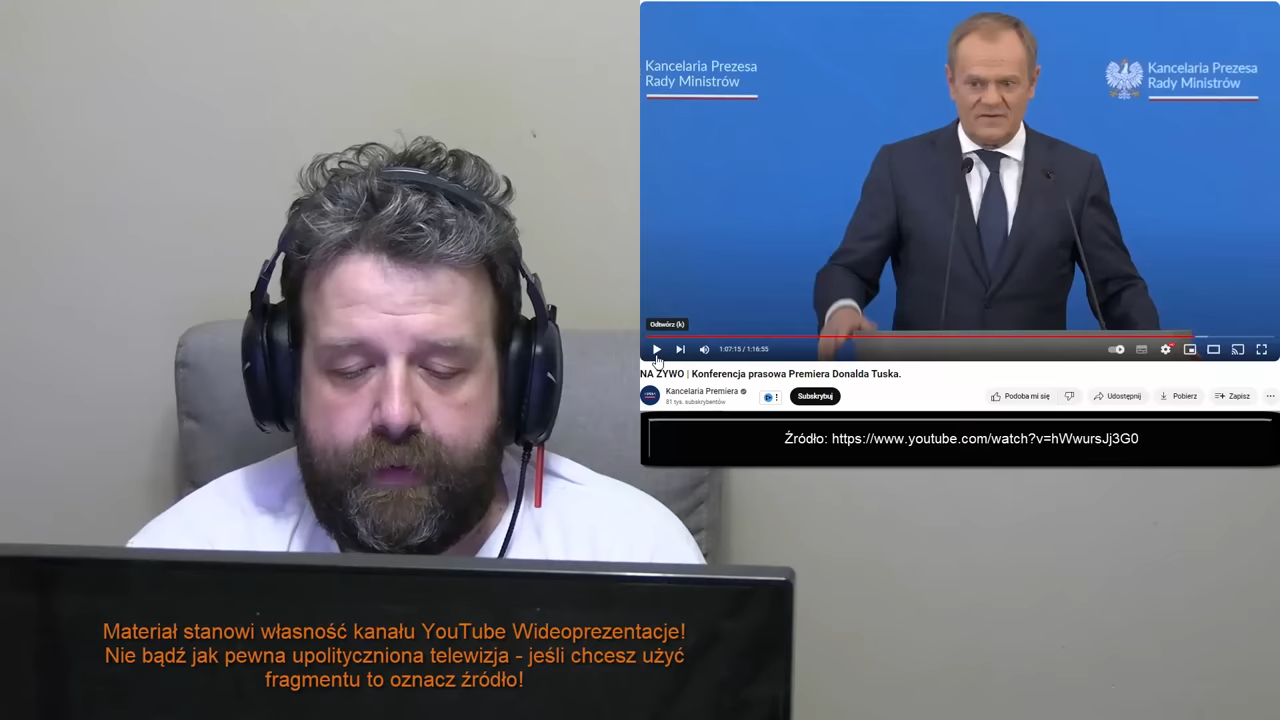 Kancelaria Prezesa
Rady Ministrów
Kancelaria Prezesa
Rady Ministrów
Odtwórz (k)
1:07:15 / 1:16:55
NA ŻYWO | Konferencja prasowa Premiera Donalda Tuska.
Kancelaria Premiera
81 tys. subskrybentów
Subskrybuj
Podoba mi się
Udostępnij
Pobierz
Zapisz
Źródło: https://www.youtube.com/watch?v=hWwursJj3G0
Materiał stanowi własność kanału YouTube Wideoprezentacje!
Nie bądź jak pewna upolityczniona telewizja - jeśli chcesz użyć
fragmentu to oznacz źródło!